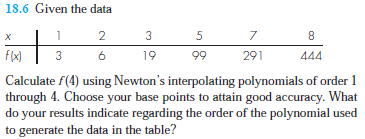 18.6 Given the data
x 1 2 3 5 7 8
f(x) 3 6 19 99 291 444
Calculate f(4) using Newton's interpolating polynomials of order 1
through 4. Choose your base points to attain good accuracy. What
do your results indicate regarding the order of the polynomial used
to generate the data in the table?